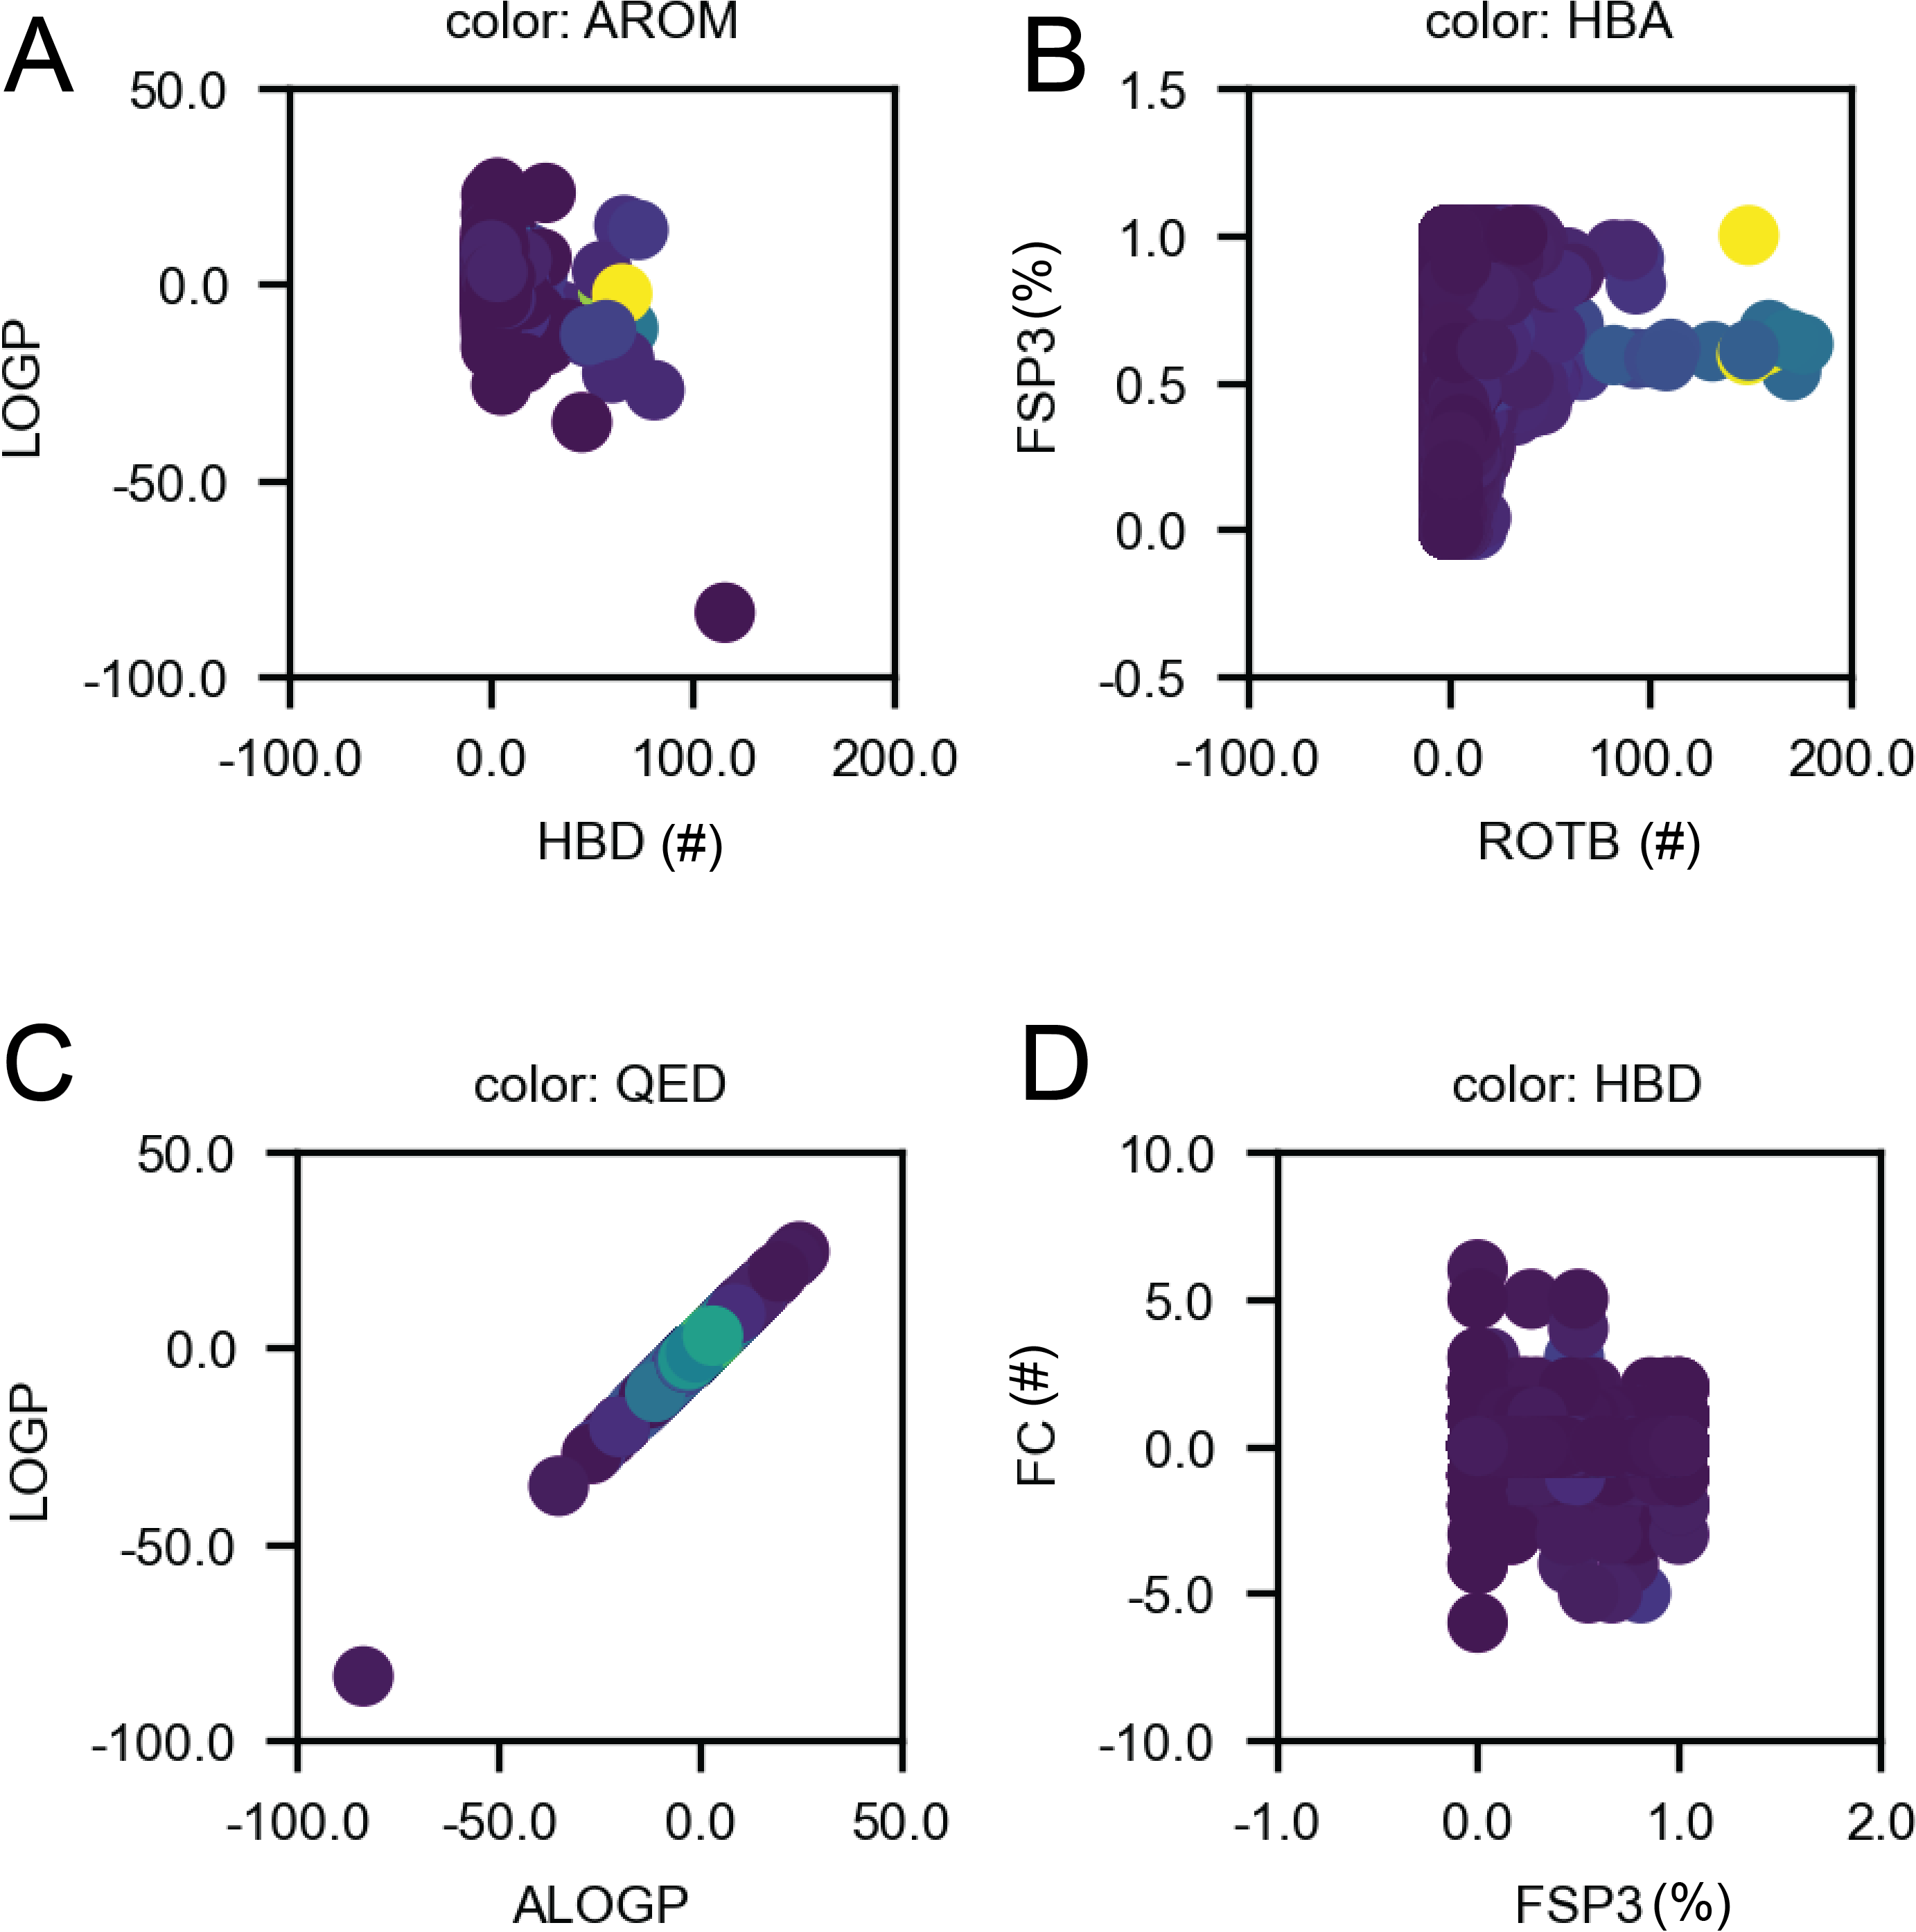 A
color: AROM
50.0
0.0
-50.0
-100.0
LOGP
-100.0 0.0 100.0 200.0
HBD (#)
B
color: HBA
1.5
1.0
0.5
0.0
-0.5
FSP3 (%)
-100.0 0.0 100.0 200.0
ROTB (#)
C
color: QED
50.0
0.0
-50.0
-100.0
LOGP
-100.0 -50.0 0.0 50.0
ALOGP
D
color: HBD
10.0
5.0
0.0
-5.0
-10.0
FC (#)
-1.0 0.0 1.0 2.0
FSP3 (%)